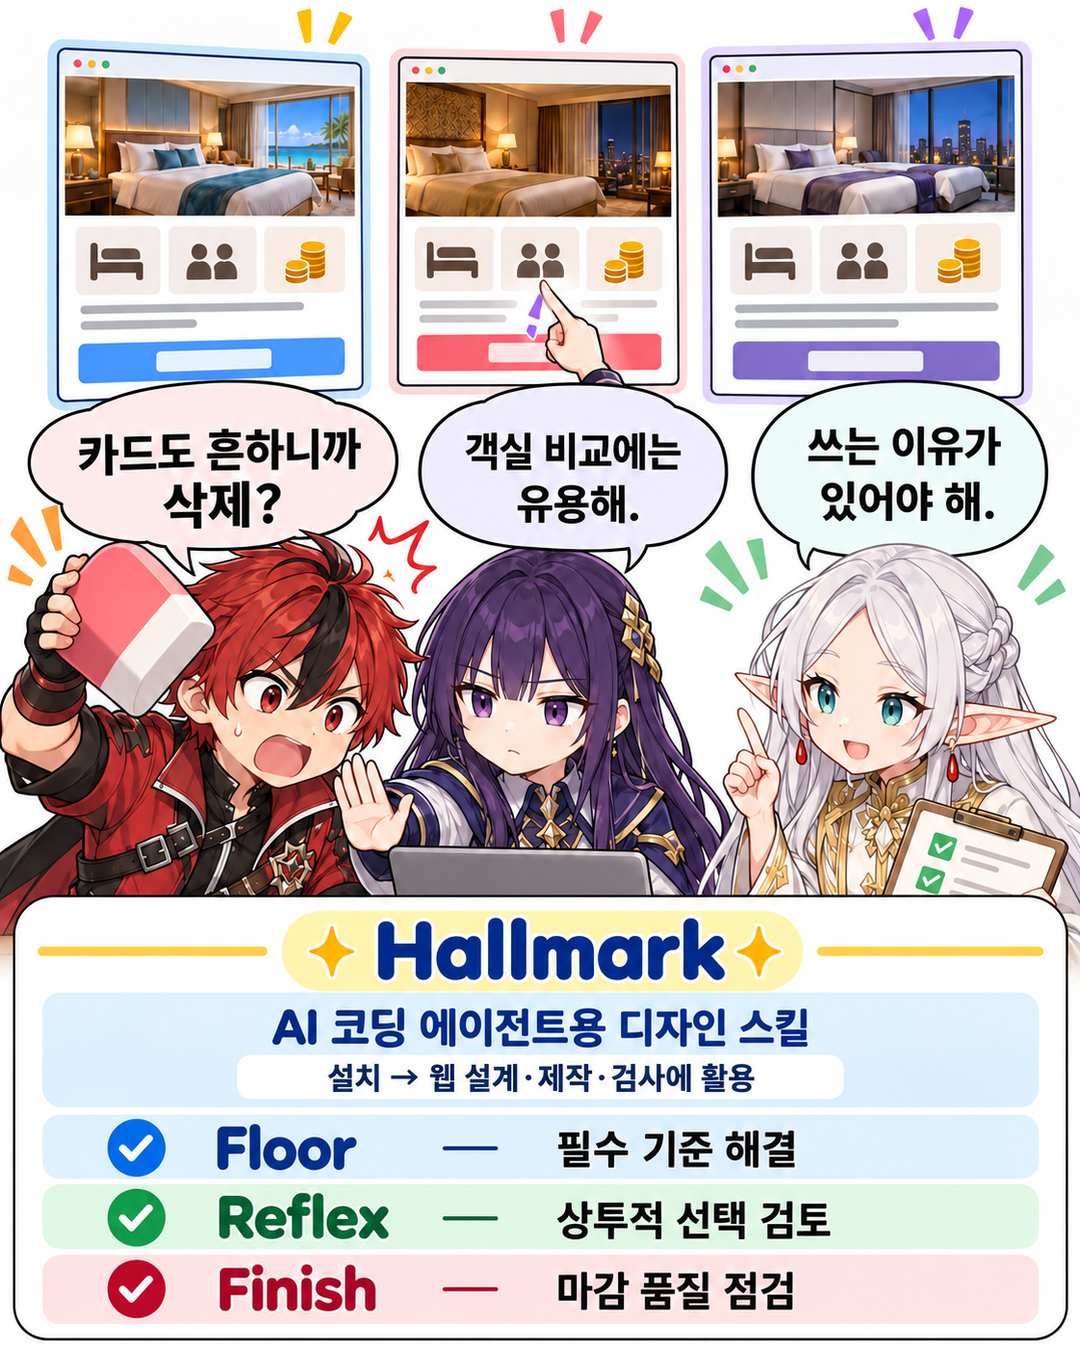 카드도 흔하니까
삭제?
객실 비교에는
유용해.
쓰는 이유가
있어야 해.
Hallmark
AI 코딩 에이전트용 디자인 스킬
설치 → 웹 설계·제작·검사에 활용
Floor — 필수 기준 해결
Reflex — 상투적 선택 검토
Finish — 마감 품질 점검